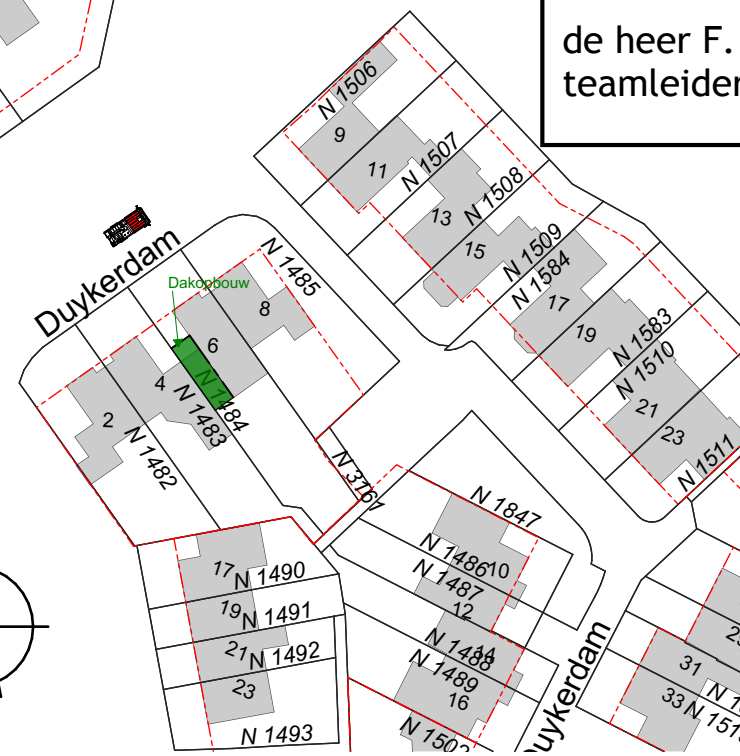 de heer F.
teamleider
N 1506
9
11
N 1507
13
N 1508
15
N 1509
N 1584
17
19
N 1583
N 1510
21
23
N 1511
Duykerdam
Dakopbouw
N 1485
8
6
4
2
N 1484
N 1483
N 1482
N 3161
N 1847
N 1486
10
N 1487
12
N 1488
14
N 1489
16
N 1502
17
N 1490
19
N 1491
21
N 1492
23
N 1493
Duykerdam
31
33